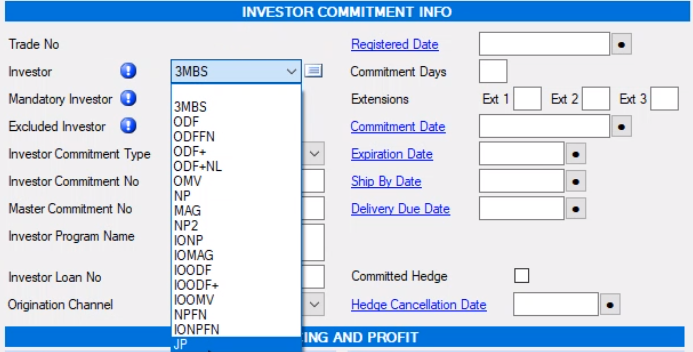 INVESTOR COMMITMENT INFO
Trade No
Registered Date
Investor
3MBS
Commitment Days
Mandatory Investor
Extensions
Ext 1
Ext 2
Ext 3
Excluded Investor
Commitment Date
Investor Commitment Type
Expiration Date
Investor Commitment No
Ship By Date
Master Commitment No
Delivery Due Date
Investor Program Name
Investor Loan No
Committed Hedge
Origination Channel
Hedge Cancellation Date
3MBS
ODF
ODFFN
ODF+
ODF+NL
OMV
NP
MAG
NP2
IONP
IOMAG
IOODF
IOODF+
IOOMV
NPFN
IONPFN
JP
ING AND PROFIT